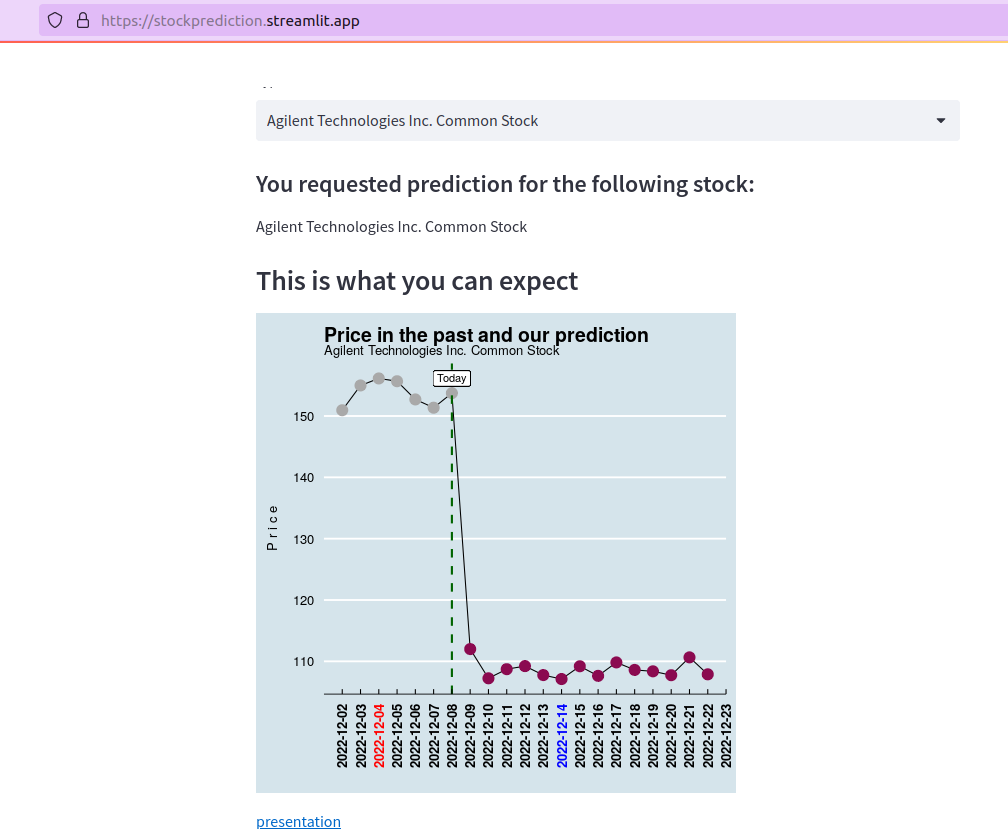 https://stockprediction.streamlit.app
Agilent Technologies Inc. Common Stock
You requested prediction for the following stock:
Agilent Technologies Inc. Common Stock
This is what you can expect
Price in the past and our prediction
Agilent Technologies Inc. Common Stock
Today
150
140
130
120
110
Price
2022-12-02
2022-12-03
2022-12-04
2022-12-05
2022-12-06
2022-12-07
2022-12-08
2022-12-09
2022-12-10
2022-12-11
2022-12-12
2022-12-13
2022-12-14
2022-12-15
2022-12-16
2022-12-17
2022-12-18
2022-12-19
2022-12-20
2022-12-21
2022-12-22
2022-12-23
presentation